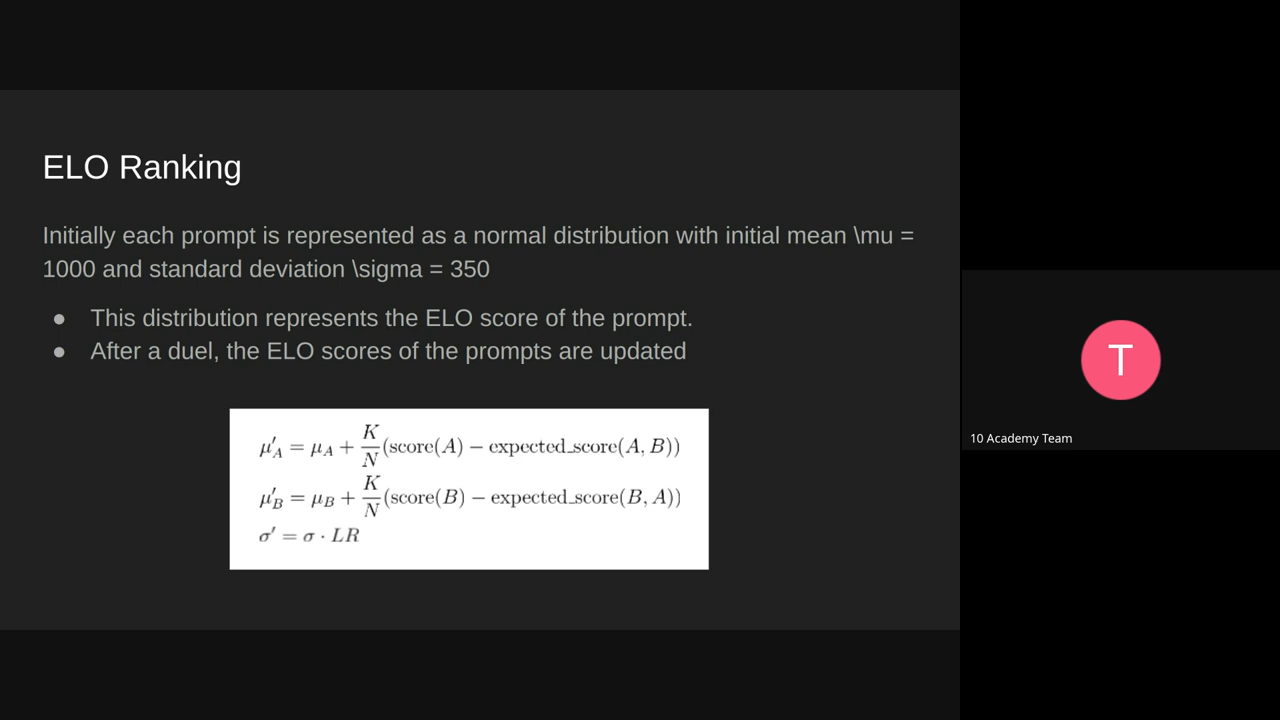 ELO Ranking
Initially each prompt is represented as a normal distribution with initial mean \mu =
1000 and standard deviation \sigma = 350
● This distribution represents the ELO score of the prompt.
● After a duel, the ELO scores of the prompts are updated
μ′_A = μ_A + K/N (score(A) − expected_score(A, B))
μ′_B = μ_B + K/N (score(B) − expected_score(B, A))
σ′ = σ · LR
T
10 Academy Team